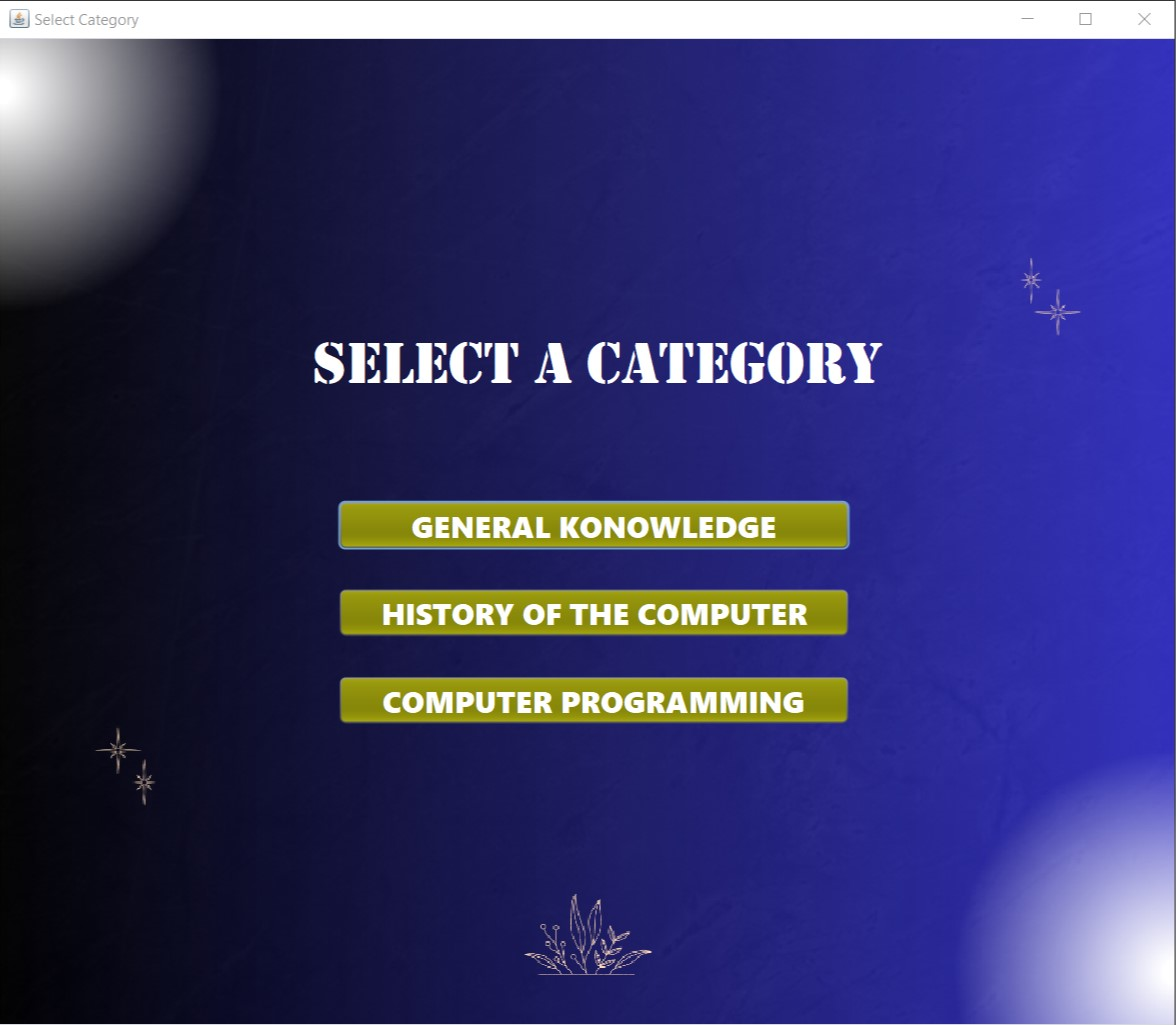 Select Category
SELECT A CATEGORY
GENERAL KONOWLEDGE
HISTORY OF THE COMPUTER
COMPUTER PROGRAMMING